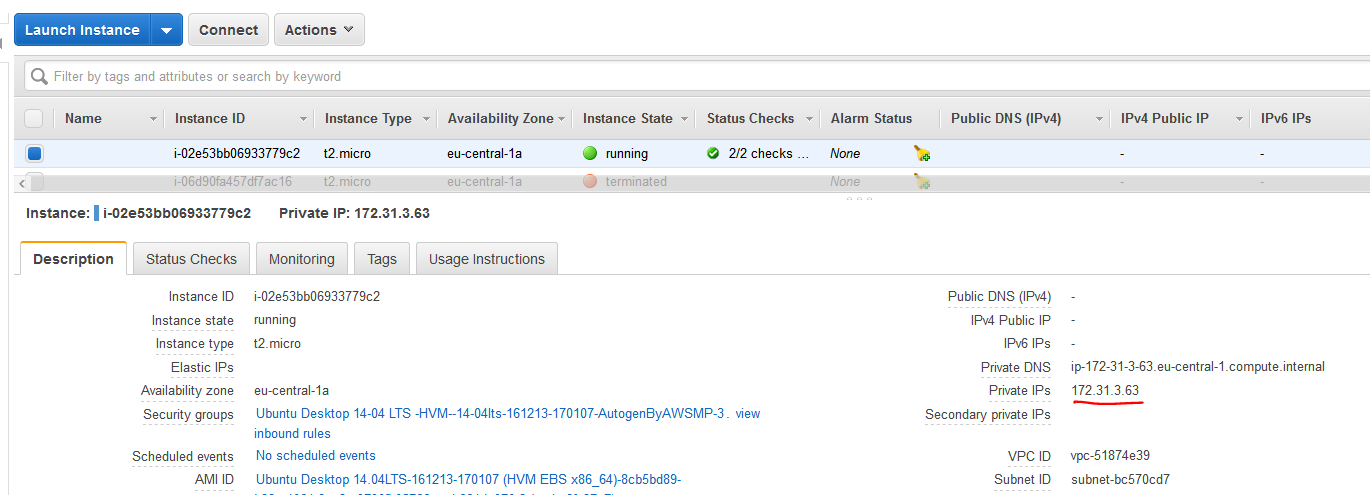 Launch Instance Connect Actions
Filter by tags and attributes or search by keyword
Name Instance ID Instance Type Availability Zone Instance State Status Checks Alarm Status Public DNS (IPv4) IPv4 Public IP IPv6 IPs
i-02e53bb06933779c2 t2.micro eu-central-1a running 2/2 checks ... None - -
i-06d90fa457df7ac16 t2.micro eu-central-1a terminated None - -
Instance: i-02e53bb06933779c2 Private IP: 172.31.3.63
Description Status Checks Monitoring Tags Usage Instructions
Instance ID i-02e53bb06933779c2 Public DNS (IPv4) -
Instance state running IPv4 Public IP -
Instance type t2.micro IPv6 IPs -
Elastic IPs Private DNS ip-172-31-3-63.eu-central-1.compute.internal
Availability zone eu-central-1a Private IPs 172.31.3.63
Security groups Ubuntu Desktop 14-04 LTS -HVM--14-04lts-161213-170107-AutogenByAWSMP-3 . view Secondary private IPs
inbound rules
Scheduled events No scheduled events VPC ID vpc-51874e39
AMI ID Ubuntu Desktop 14.04LTS-161213-170107 (HVM EBS x86_64)-8cb5bd89- Subnet ID subnet-bc570cd7